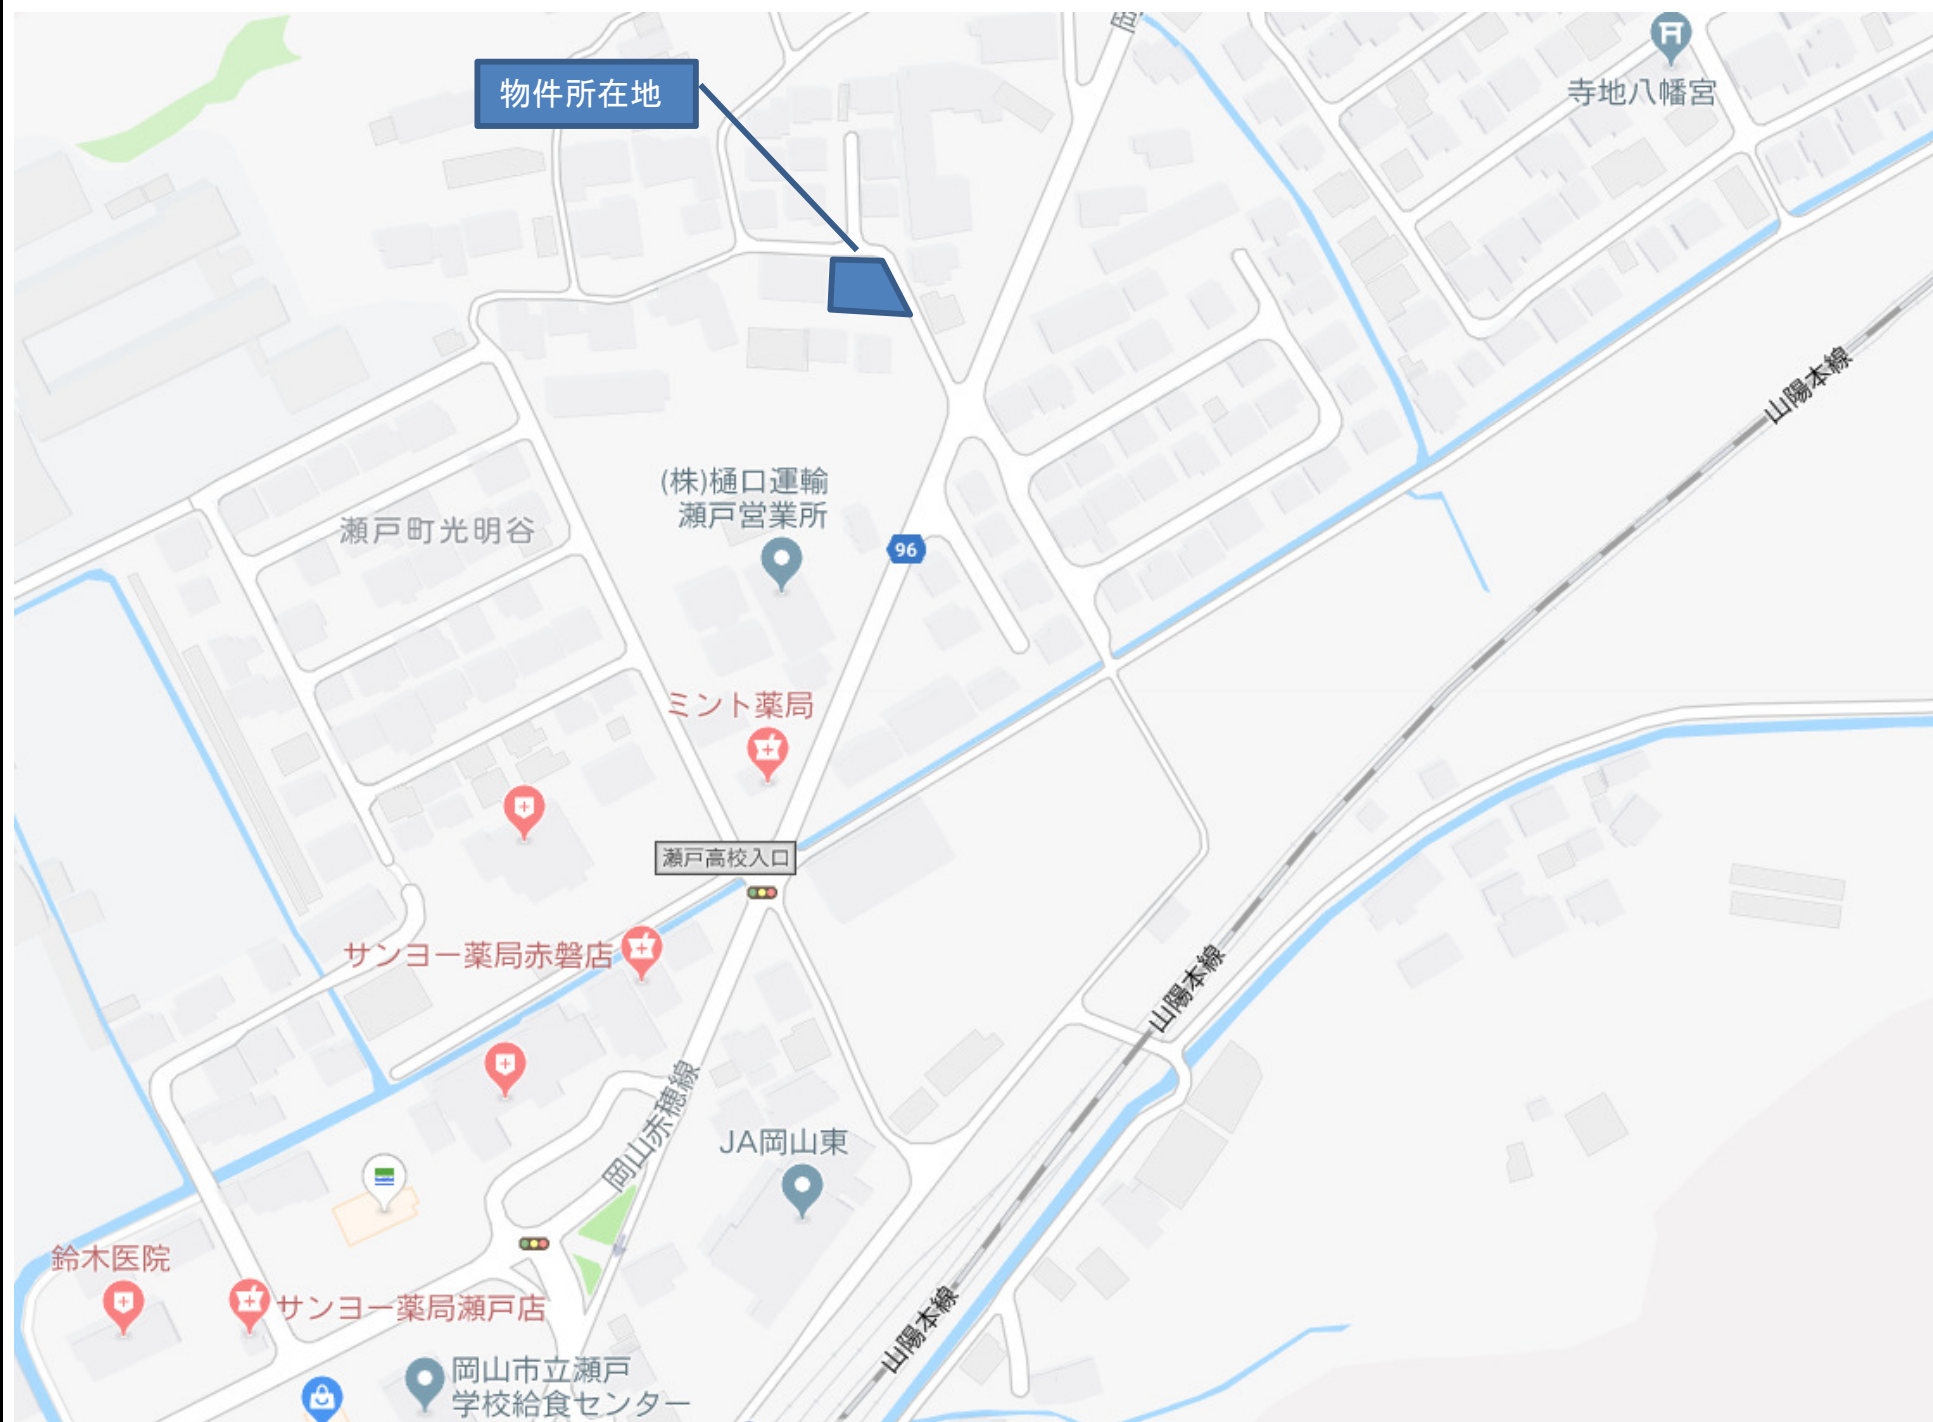 岡
寺地八幡宮
物件所在地
山陽本線
(株)樋口運輸
瀬戸営業所
瀬戸町光明谷
96
ミント薬局
瀬戸高校入口
サンヨー薬局赤磐店
山陽本線
岡山赤穂線
JA岡山東
鈴木医院
サンヨー薬局瀬戸店
山陽本線
岡山市立瀬戸
学校給食センター